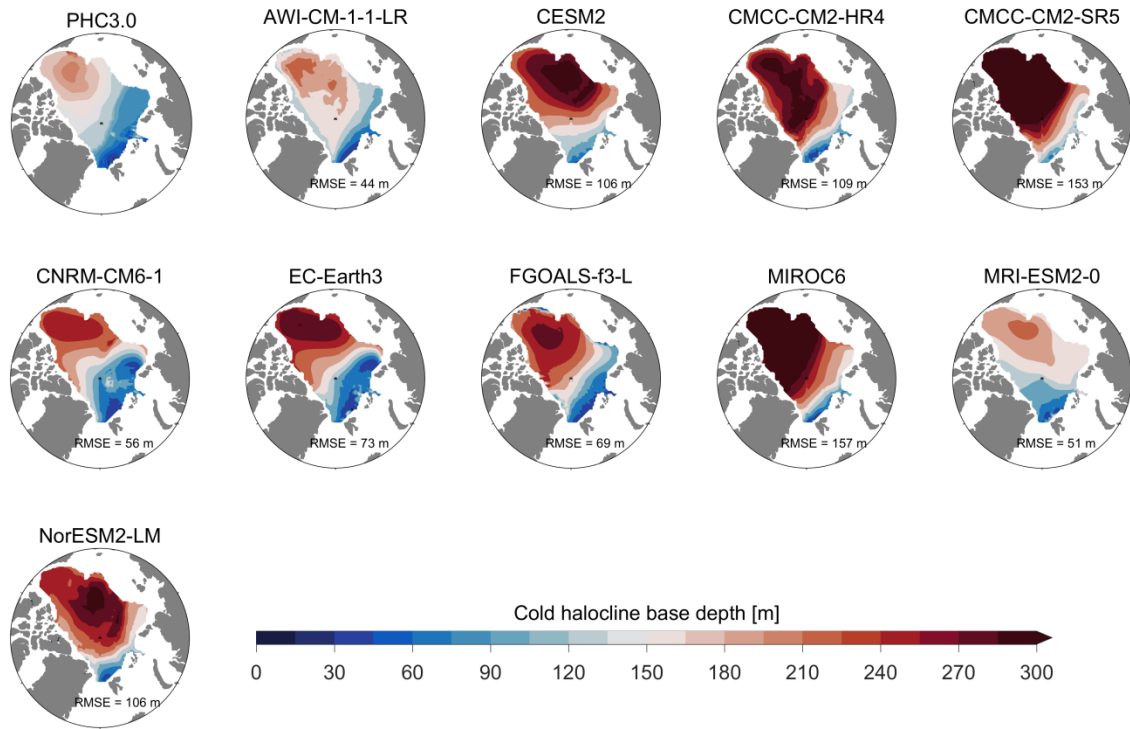 PHC3.0
AWI-CM-1-1-LR
CESM2
CMCC-CM2-HR4
CMCC-CM2-SR5
RMSE = 44 m
RMSE = 106 m
RMSE = 109 m
RMSE = 153 m
CNRM-CM6-1
EC-Earth3
FGOALS-f3-L
MIROC6
MRI-ESM2-0
RMSE = 56 m
RMSE = 73 m
RMSE = 69 m
RMSE = 157 m
RMSE = 51 m
NorESM2-LM
RMSE = 106 m
Cold halocline base depth [m]
0 30 60 90 120 150 180 210 240 270 300